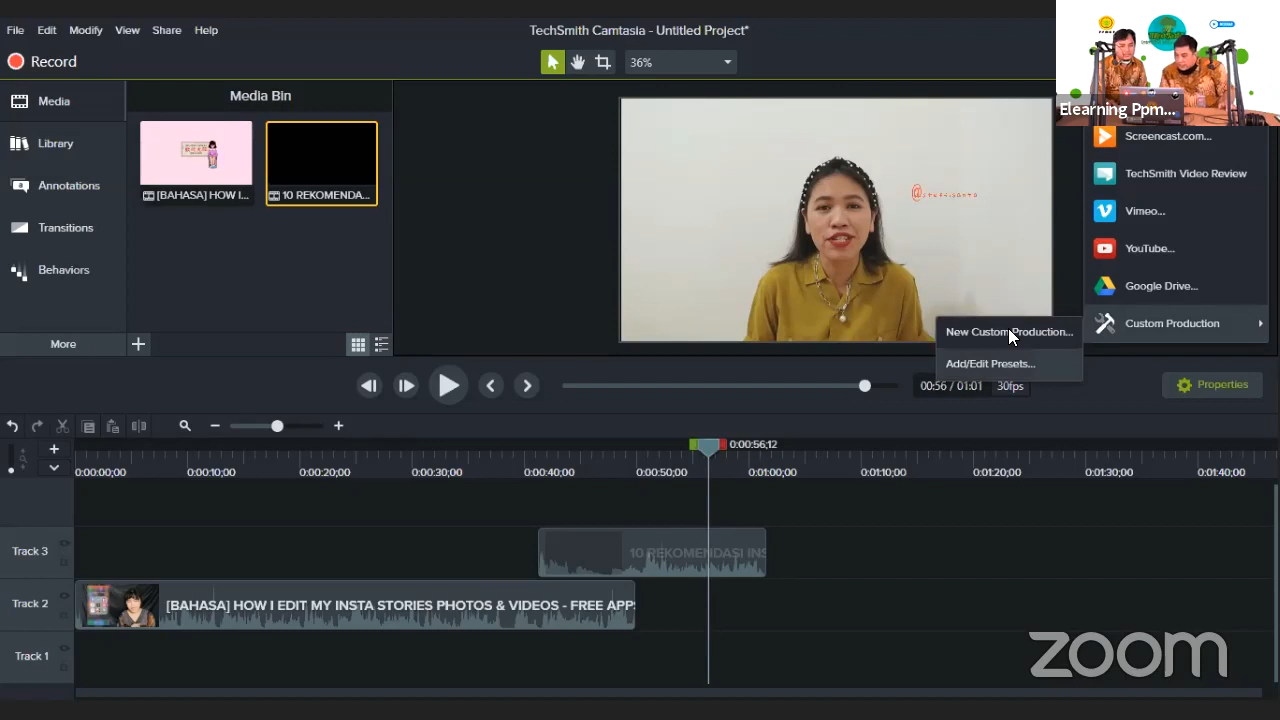 File Edit Modify View Share Help
TechSmith Camtasia - Untitled Project*
Record
36%
Elearning Ppm...
Media
Library
Annotations
Transitions
Behaviors
More
Media Bin
[BAHASA] HOW I...
10 REKOMENDA...
Screencast.com...
TechSmith Video Review
Vimeo...
YouTube...
Google Drive...
Custom Production
New Custom Production...
Add/Edit Presets...
00:56 / 01:01 30fps
Properties
0:00:56;12
0:00:00;00 0:00:10;00 0:00:20;00 0:00:30;00 0:00:40;00 0:00:50;00 0:01:00;00 0:01:10;00 0:01:20;00 0:01:30;00 0:01:40;00
Track 3
10 REKOMENDASI INS
Track 2
[BAHASA] HOW I EDIT MY INSTA STORIES PHOTOS & VIDEOS - FREE APP
Track 1
zoom